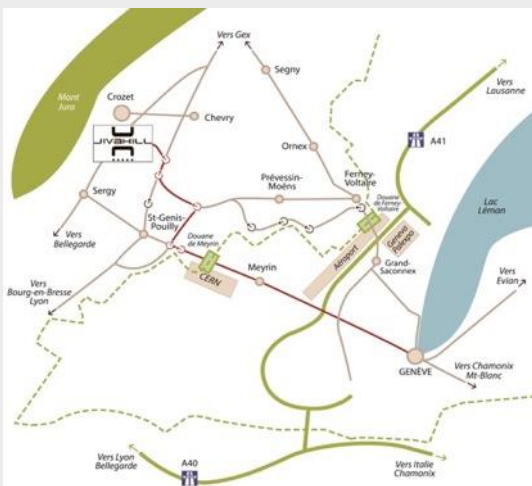 Vers Gex
Segny
Vers
Lausanne
Mont
Jura
Crozet
Chevry
A41
JIVAHILL
Ornex
Sergy
Prévessin-
Moëns
Ferney-
Voltaire
Douane
de Ferney
Voltaire
Lac
Léman
St-Genis-
Pouilly
Vers
Bellegarde
Douane
de Meyrin
Aéroport
Genève
Palexpo
Grand-
Saconnex
Vers
Bourg-en-Bresse
Lyon
CERN
Meyrin
Vers
Evian
GENÈVE
Vers Chamonix
Mt-Blanc
Vers Lyon
Bellegarde
A40
Vers Italie
Chamonix